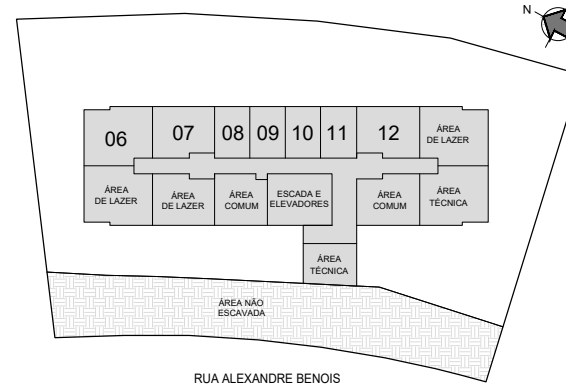 N
06 07 08 09 10 11 12 ÁREA
DE LAZER
ÁREA
DE LAZER
ÁREA
DE LAZER
ÁREA
COMUM
ESCADA E
ELEVADORES
ÁREA
COMUM
ÁREA
TÉCNICA
ÁREA
TÉCNICA
ÁREA NÃO
ESCAVADA
RUA ALEXANDRE BENOIS